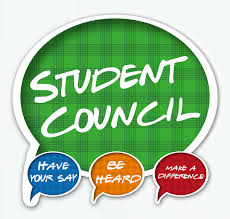 STUDENT
COUNCIL
HAVE
YOUR SAY
BE
HEARD
MAKE A
DIFFERENCE